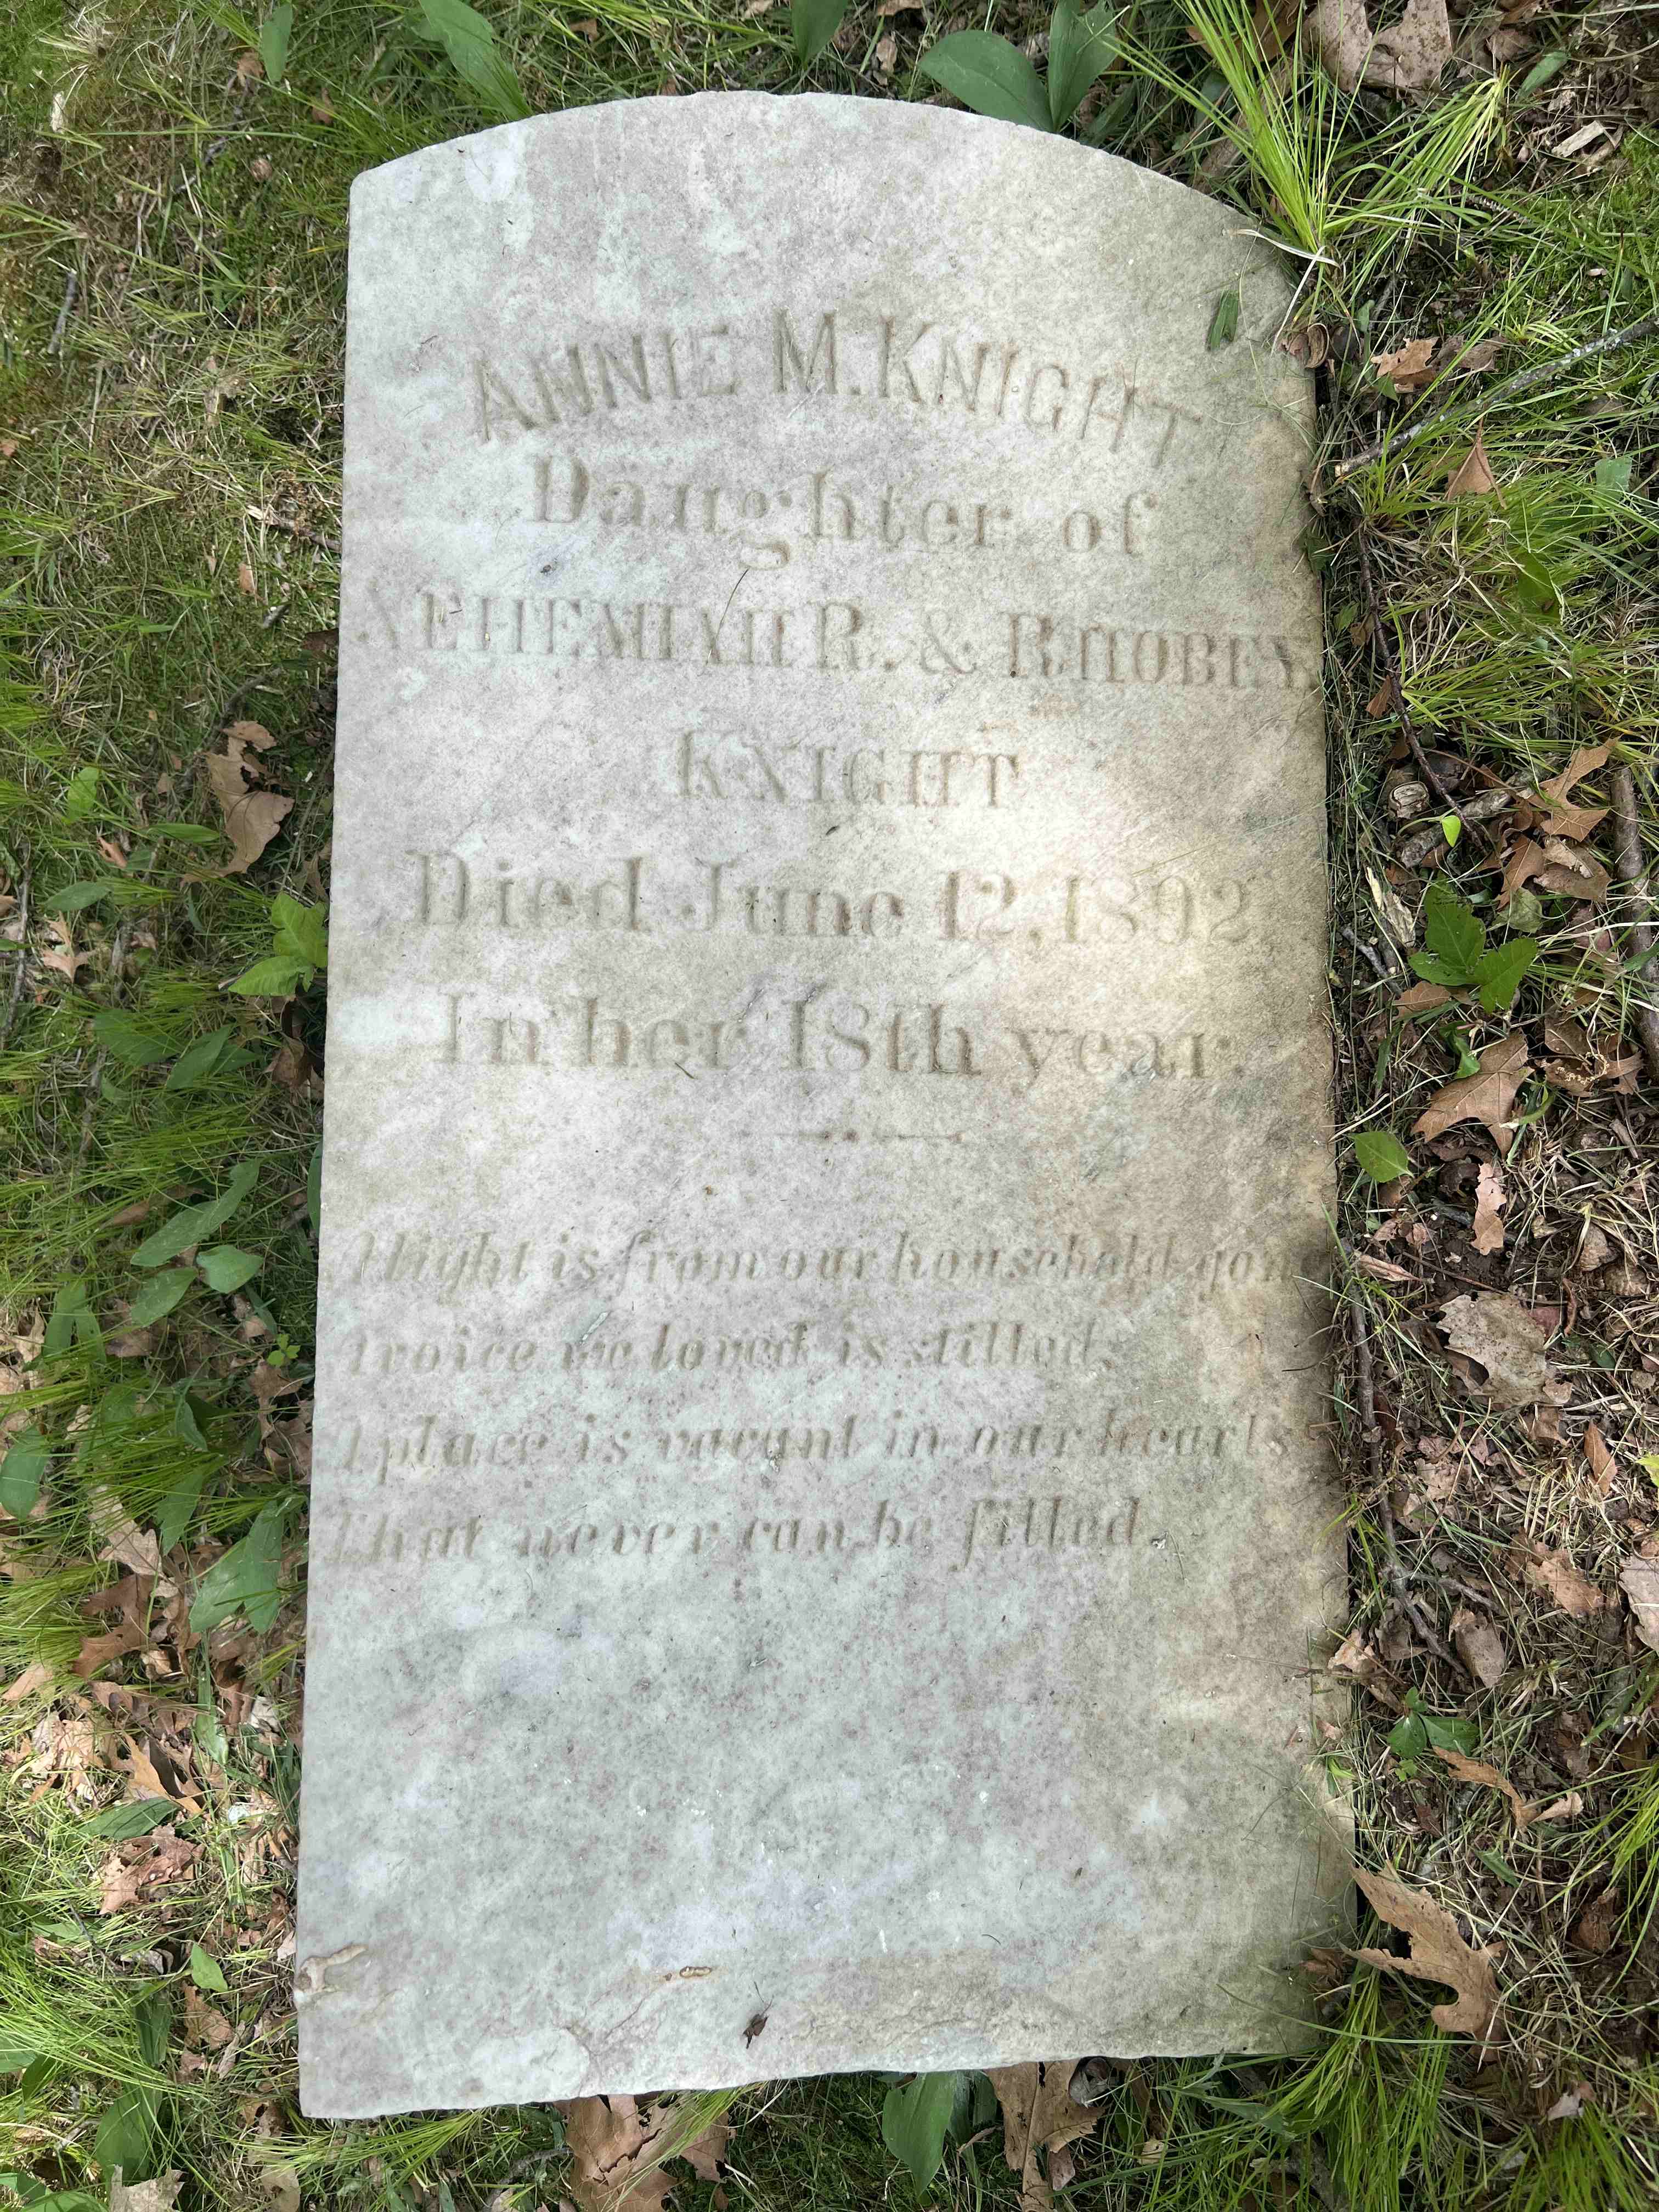 ANNIE M. KNIGHT
Daughter of
NEHEMIAH R. & RHOBEY
KNIGHT
Died June 12, 1892,
In her 18th year.
A light is from our household gone
A voice we loved is stilled,
A place is vacant in our hearts
That never can be filled.